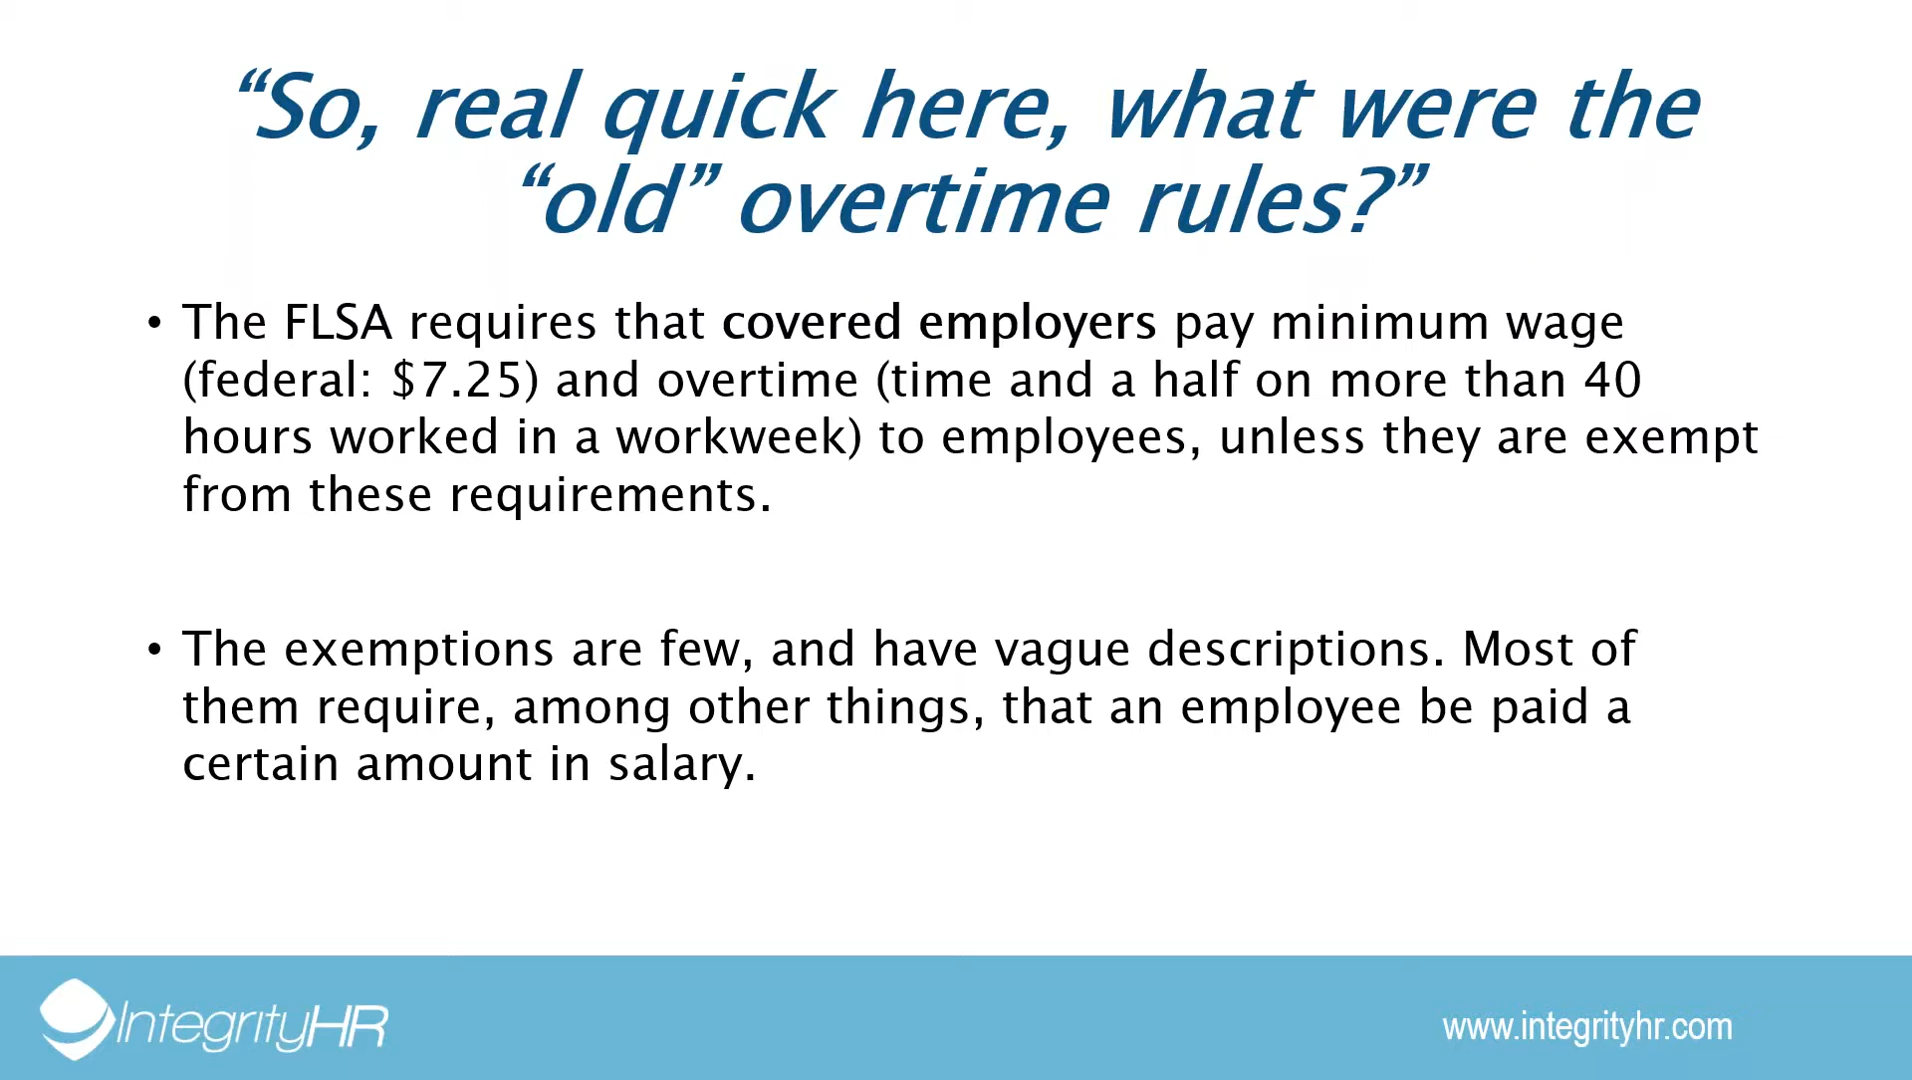 “So, real quick here, what were the
“old” overtime rules?”
• The FLSA requires that covered employers pay minimum wage
(federal: $7.25) and overtime (time and a half on more than 40
hours worked in a workweek) to employees, unless they are exempt
from these requirements.
• The exemptions are few, and have vague descriptions. Most of
them require, among other things, that an employee be paid a
certain amount in salary.
IntegrityHR
www.integrityhr.com